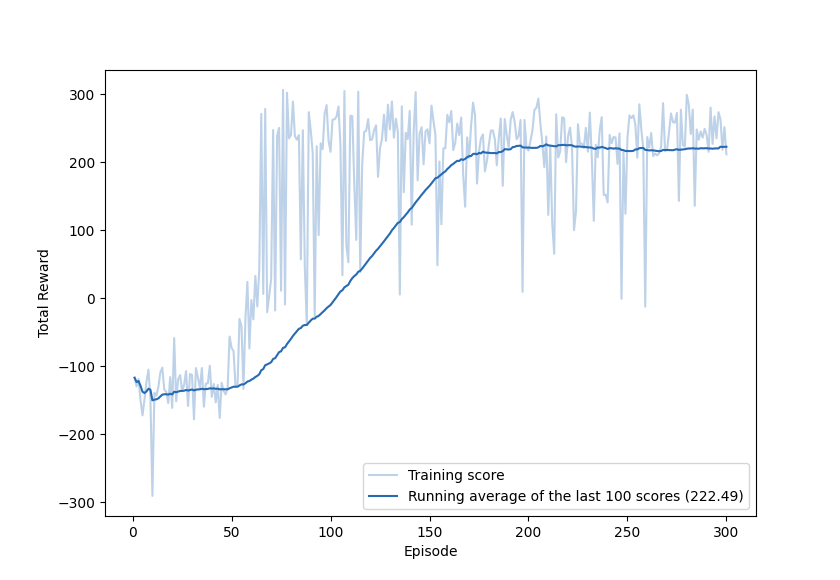 300
200
100
0
−100
−200
−300
Total Reward
Training score
Running average of the last 100 scores (222.49)
0 50 100 150 200 250 300
Episode